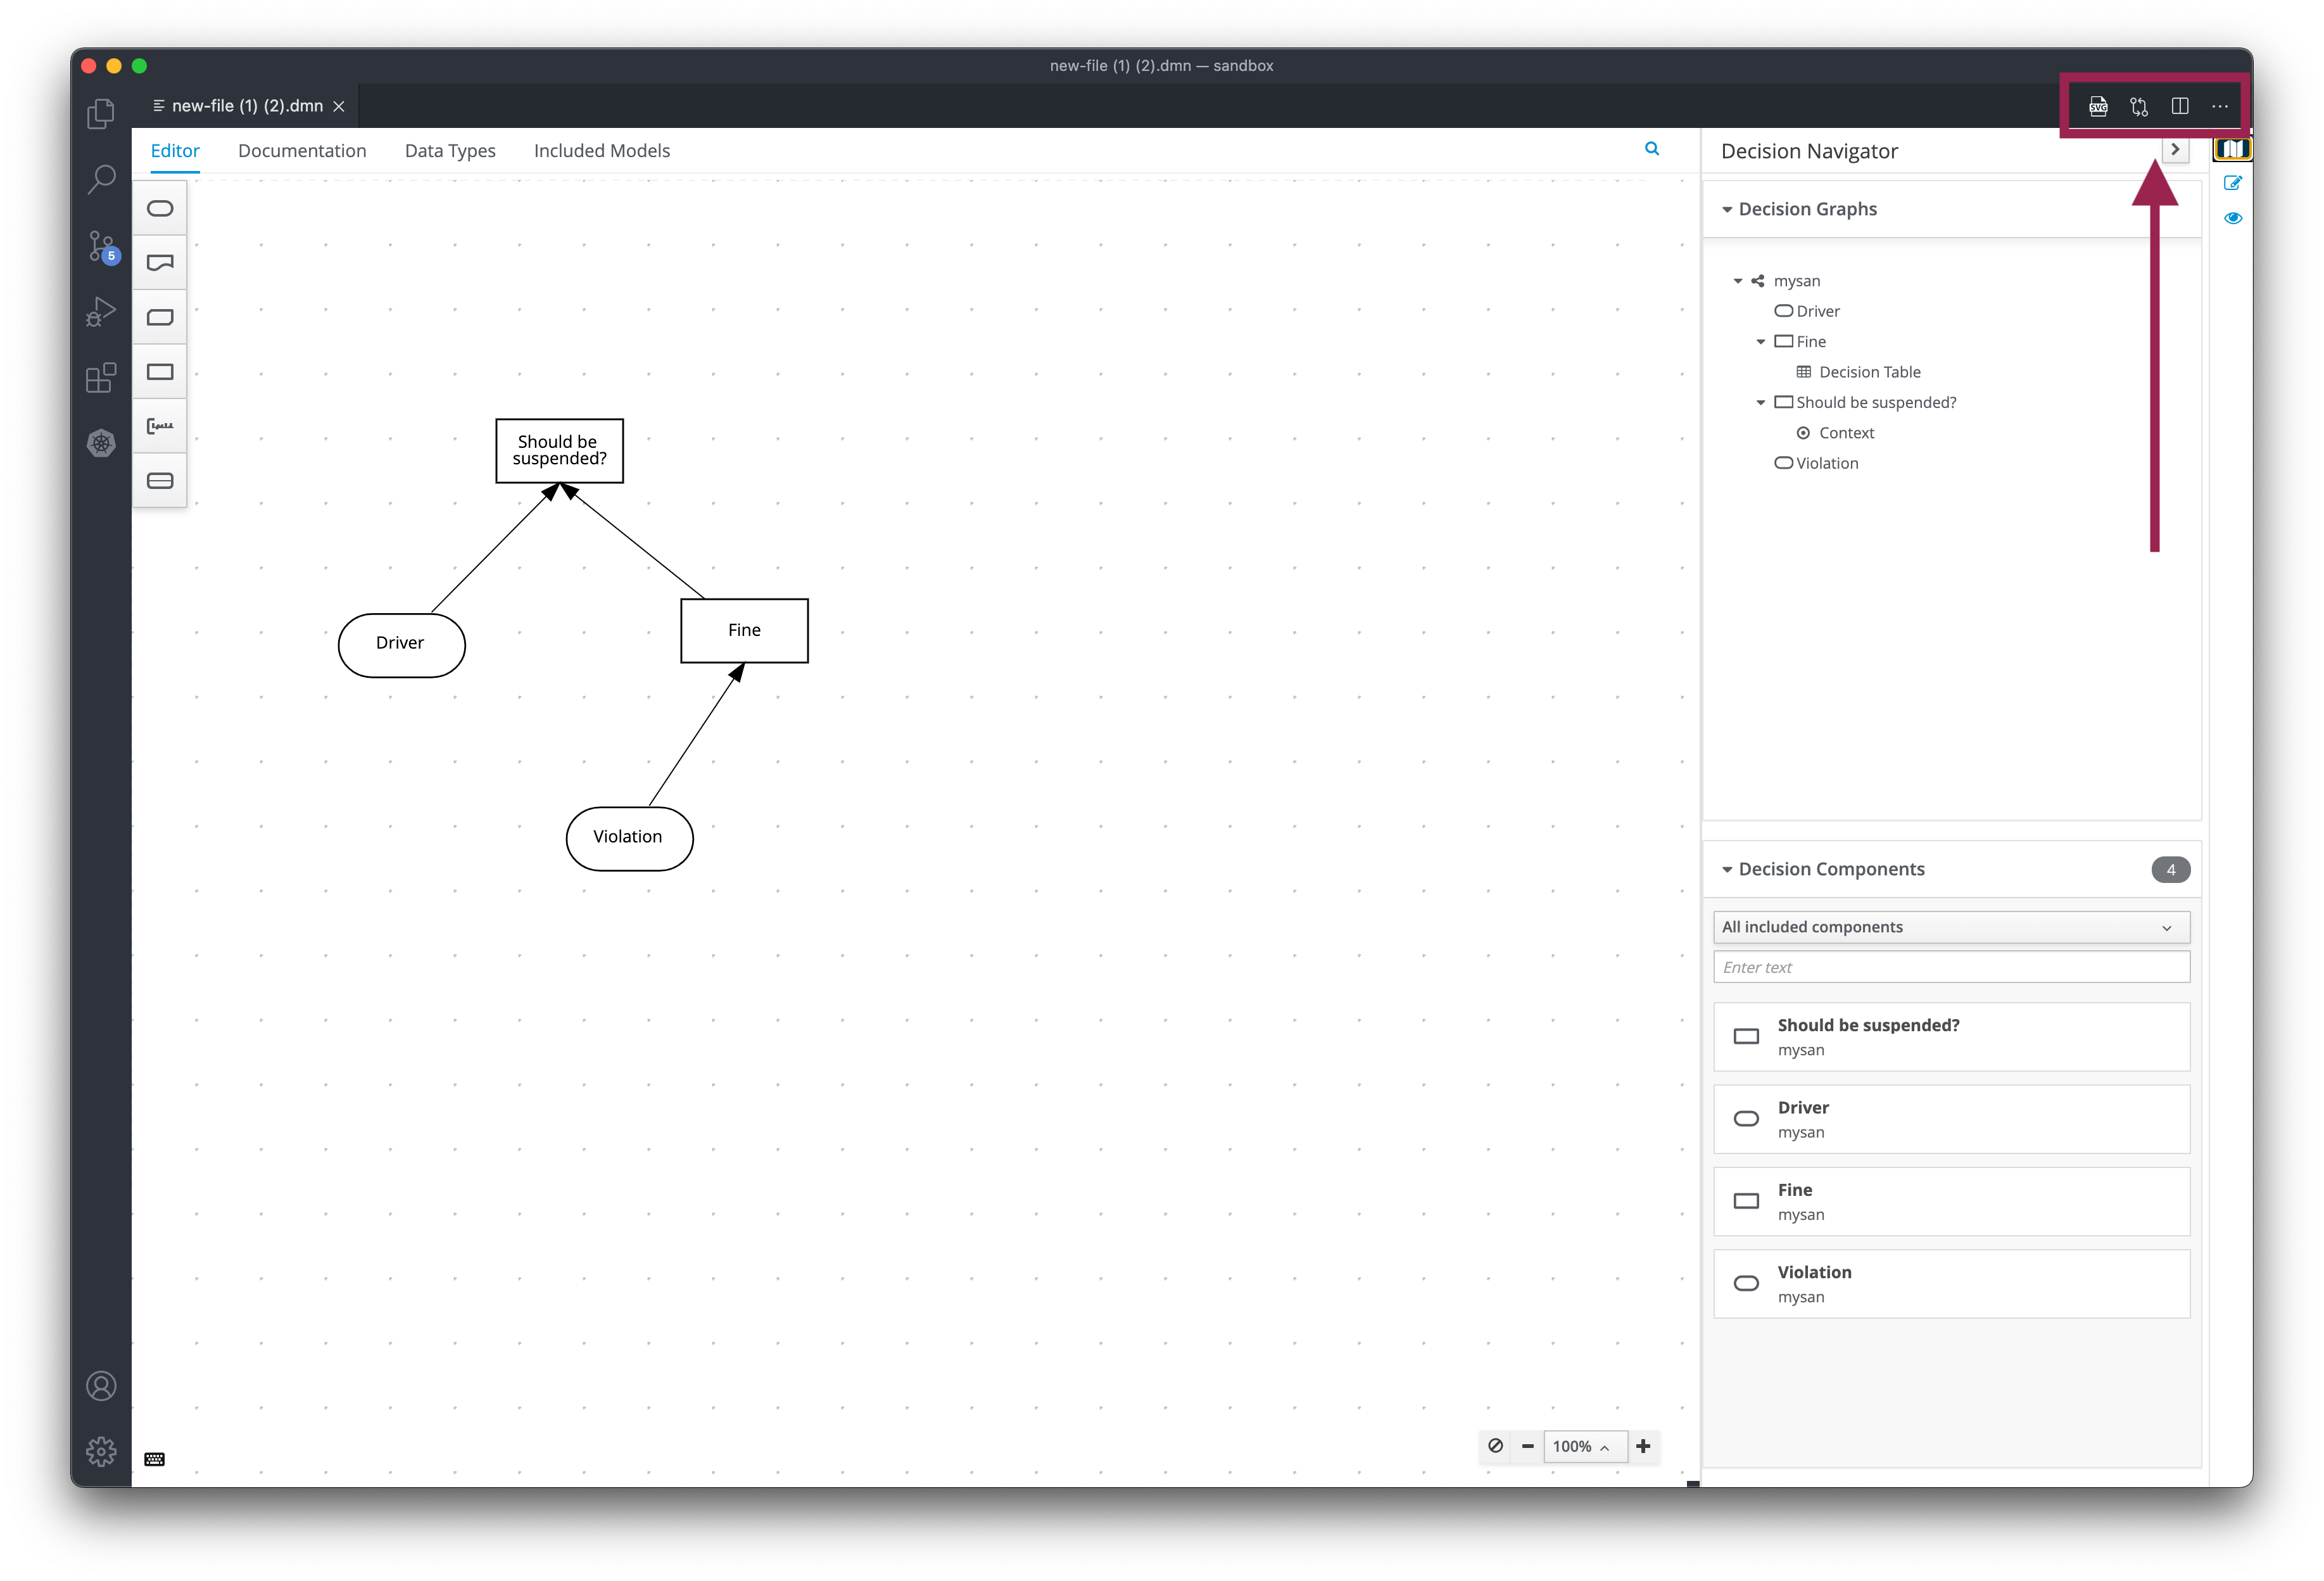 new-file (1) (2).dmn — sandbox
new-file (1) (2).dmn
SVG
Editor
Documentation
Data Types
Included Models
Decision Navigator
5
Decision Graphs
mysan
Driver
Fine
Decision Table
Should be suspended?
Context
Violation
Should be
suspended?
Driver
Fine
Violation
Decision Components
4
All included components
Enter text
Should be suspended?
mysan
Driver
mysan
Fine
mysan
Violation
mysan
100%